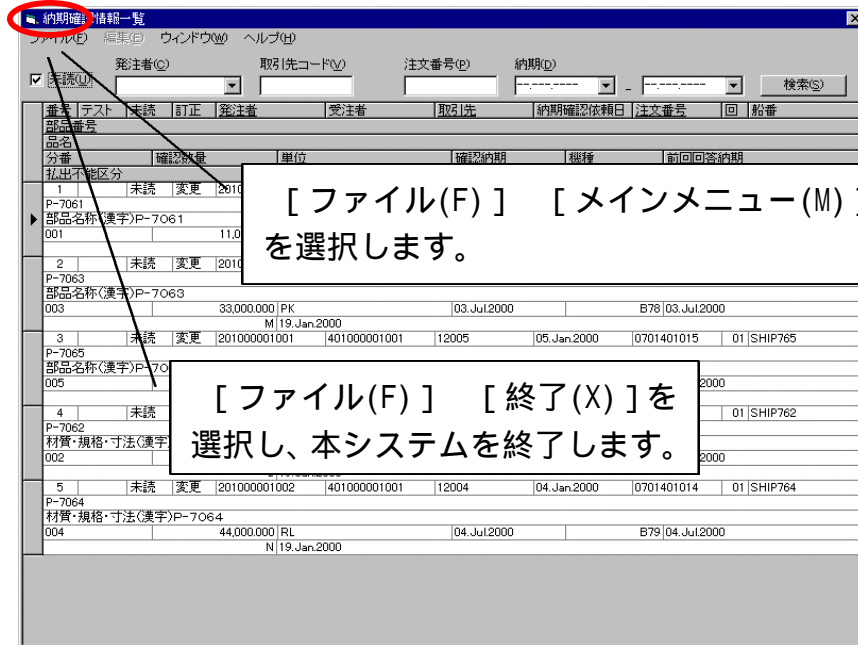 納期確認情報一覧
ファイル(F) 編集(E) ウィンドウ(W) ヘルプ(H)
発注者(C) 取引先コード(V) 注文番号(P) 納期(D)
未読(U) --.---.---- - --.---.---- 検索(S)
番号 テスト 未読 訂正 発注者 受注者 取引先 納期確認依頼日 注文番号 回 船番
部品番号
品名
分番 確認数量 単位 確認納期 機種 前回回答納期
払出不能区分
1 未読 変更 2010
P-7061
部品名称(漢字)P-7061
001 11,0
[ファイル(F)] [メインメニュー(M)]
を選択します。
2 未読 変更 2010
P-7063
部品名称(漢字)P-7063
003 33,000.000 PK 03.Jul.2000 B78 03.Jul.2000
M 19.Jan.2000
3 未読 変更 201000001001 401000001001 12005 05.Jan.2000 0701401015 01 SHIP765
P-7065
部品名称(漢字)P-70
005 2000
[ファイル(F)] [終了(X)]を
選択し、本システムを終了します。
4 未読 01 SHIP762
P-7062
材質・規格・寸法(漢字)
002 2000
5 未読 変更 201000001002 401000001001 12004 04.Jan.2000 0701401014 01 SHIP764
P-7064
材質・規格・寸法(漢字)P-7064
004 44,000.000 RL 04.Jul.2000 B79 04.Jul.2000
N 19.Jan.2000